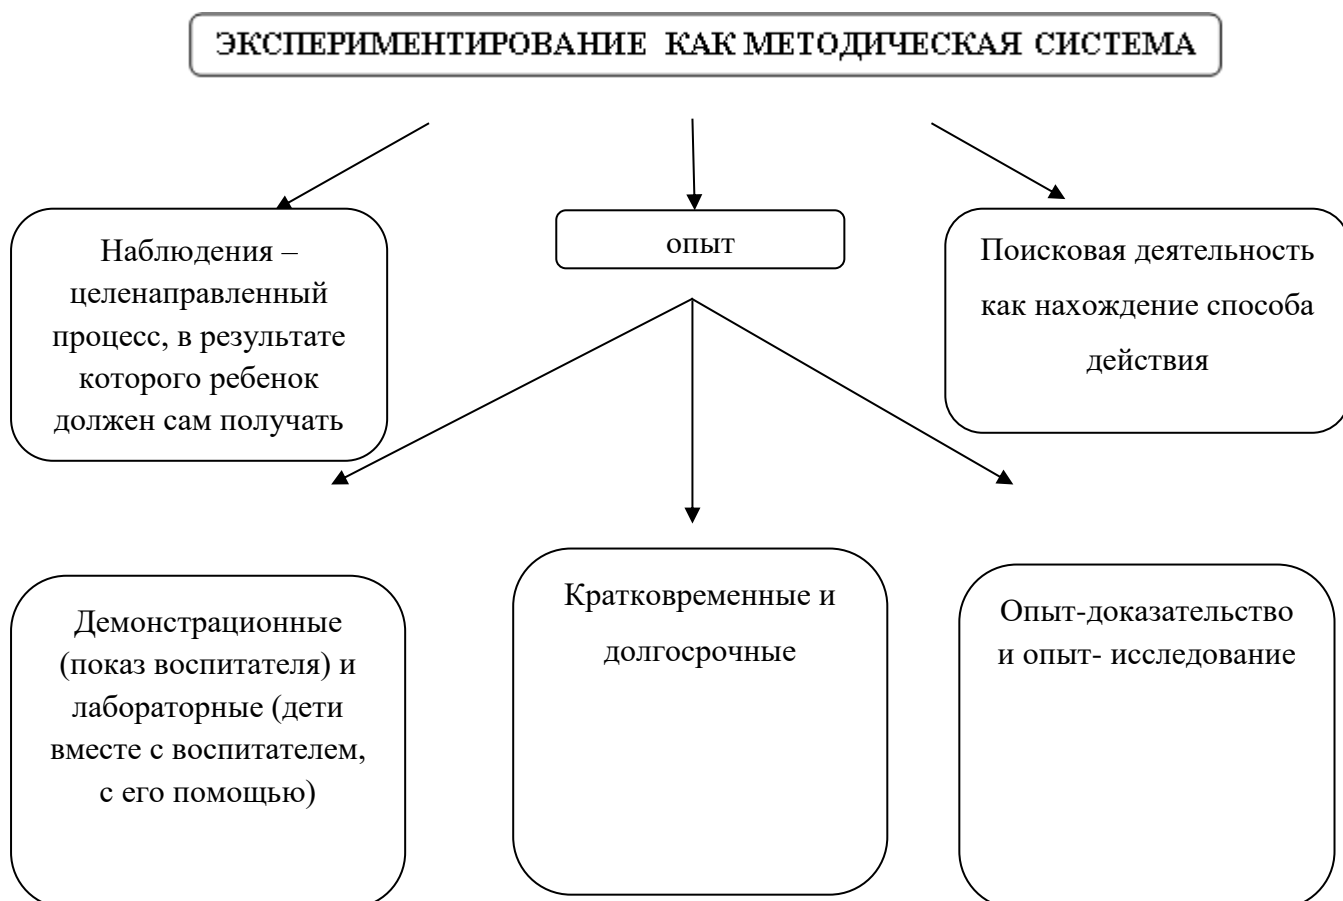 ЭКСПЕРИМЕНТИРОВАНИЕ КАК МЕТОДИЧЕСКАЯ СИСТЕМА
Наблюдения –
целенаправленный
процесс, в результате
которого ребенок
должен сам получать
опыт
Поисковая деятельность
как нахождение способа
действия
Демонстрационные
(показ воспитателя) и
лабораторные (дети
вместе с воспитателем,
с его помощью)
Кратковременные и
долгосрочные
Опыт-доказательство
и опыт- исследование